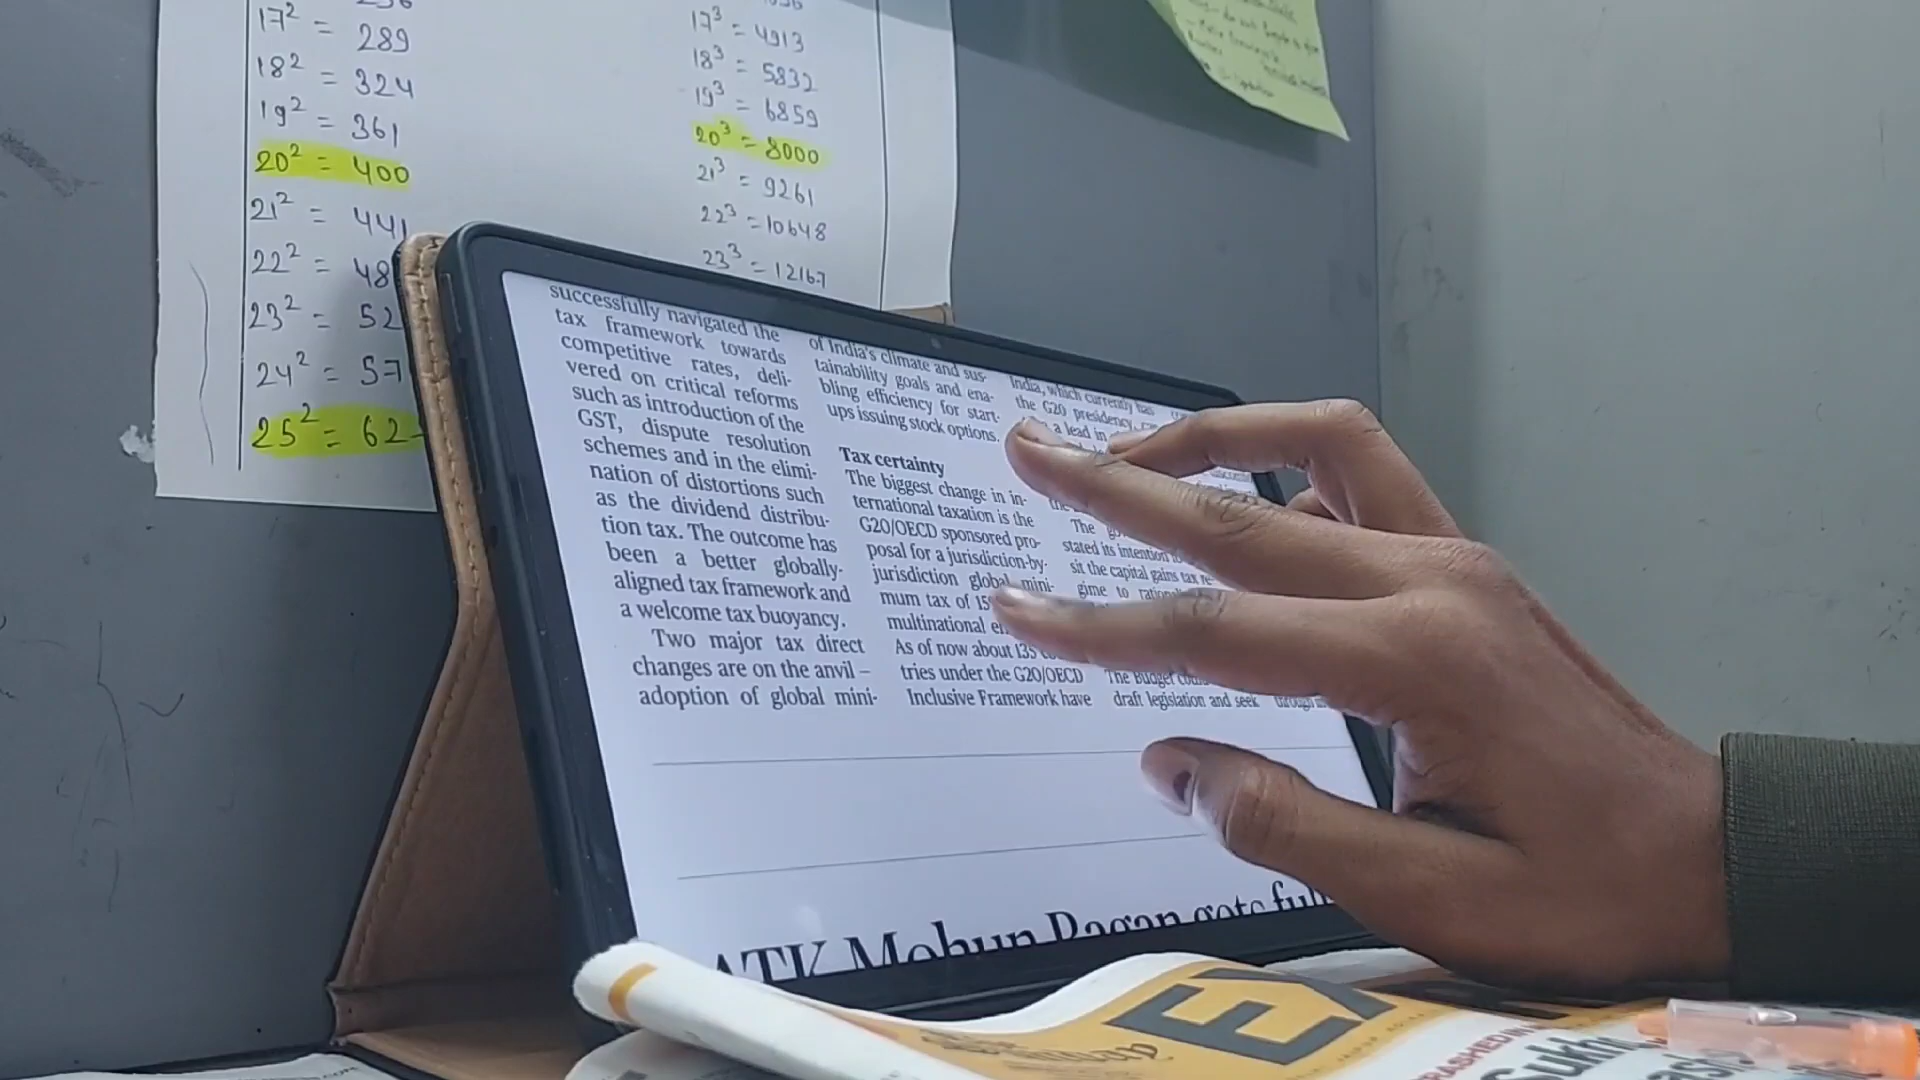 17² = 289
18² = 324
19² = 361
20² = 400
21² = 441
22² = 48
23² = 52
24² = 57
25² = 62
17³ = 4913
18³ = 5832
19³ = 6859
20³ = 8000
21³ = 9261
22³ = 10648
23³ = 12167
successfully navigated the
tax framework towards
competitive rates, deli-
vered on critical reforms
such as introduction of the
GST, dispute resolution
schemes and in the elimi-
nation of distortions such
as the dividend distribu-
tion tax. The outcome has
been a better globally-
aligned tax framework and
a welcome tax buoyancy.
Two major tax direct
changes are on the anvil –
adoption of global mini-
of India's climate and sus-
tainability goals and ena-
bling efficiency for start-
ups issuing stock options.
Tax certainty
The biggest change in in-
ternational taxation is the
G20/OECD sponsored pro-
posal for a jurisdiction-by-
jurisdiction global mini-
mum tax of 15
multinational
As of now about 135
tries under the G20/OECD
Inclusive Framework have
India, which currently has
the G20 presidency,
a lead in
The
stated its intention
sit the capital gains tax re-
gime to
The Budget
draft legislation and seek
ATK Mohun Bagan gets
EX